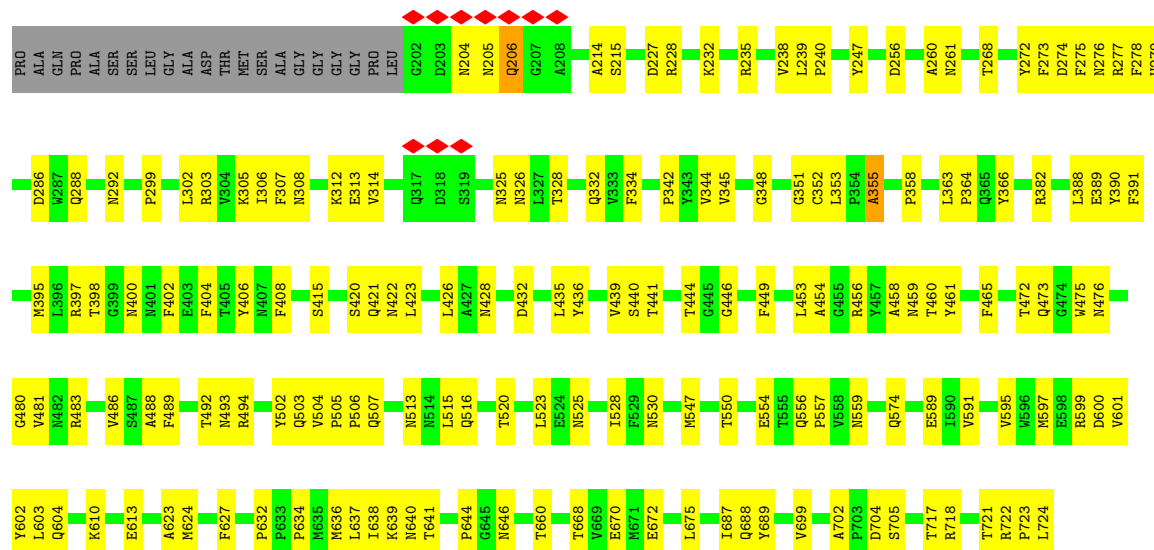 PRO ALA GLN PRO ALA SER SER LEU GLY ALA ASP THR MET SER ALA GLY GLY GLY GLY PRO LEU G202 D203 N204 N205 Q206 G207 A208 A214 S215 D227 R228 K232 R235 V238 L239 P240 Y247 D256 A260 N261 T268 Y272 F273 D274 F275 N276 R277 F278
D286 W287 Q288 N292 P299 L302 R303 V304 K305 I306 F307 N308 K312 E313 V314 Q317 D318 S319 N325 N326 L327 T328 Q332 V333 F334 P342 Y343 V344 V345 G348 G351 C352 L353 P354 A355 P358 L363 P364 Q365 Y366 R382 L388 E389 Y390 F391
M395 L396 R397 T398 G399 N400 N401 F402 E403 F404 T405 Y406 N407 F408 S415 S420 Q421 N422 L423 L426 A427 N428 D432 L435 Y436 V439 S440 T441 T444 G445 G446 F449 L453 A454 G455 R456 Y457 A458 N459 T460 Y461 F465 T472 Q473 G474 W475 N476
G480 V481 N482 R483 V486 S487 A488 F489 T492 N493 R494 Y502 Q503 V504 P505 P506 Q507 N513 N514 L515 Q516 T520 L523 E524 N525 I528 F529 N530 M547 T550 E554 T555 Q556 P557 V558 N559 Q574 E589 I590 V591 V595 W596 M597 E598 R599 D600 V601
Y602 L603 Q604 K610 E613 A623 M624 F627 P632 P633 P634 M635 M636 L637 I638 K639 N640 T641 P644 G645 N646 T660 T668 V669 E670 M671 E672 L675 I687 Q688 Y689 V699 A702 P703 D704 S705 T717 R718 T721 R722 P723 L724